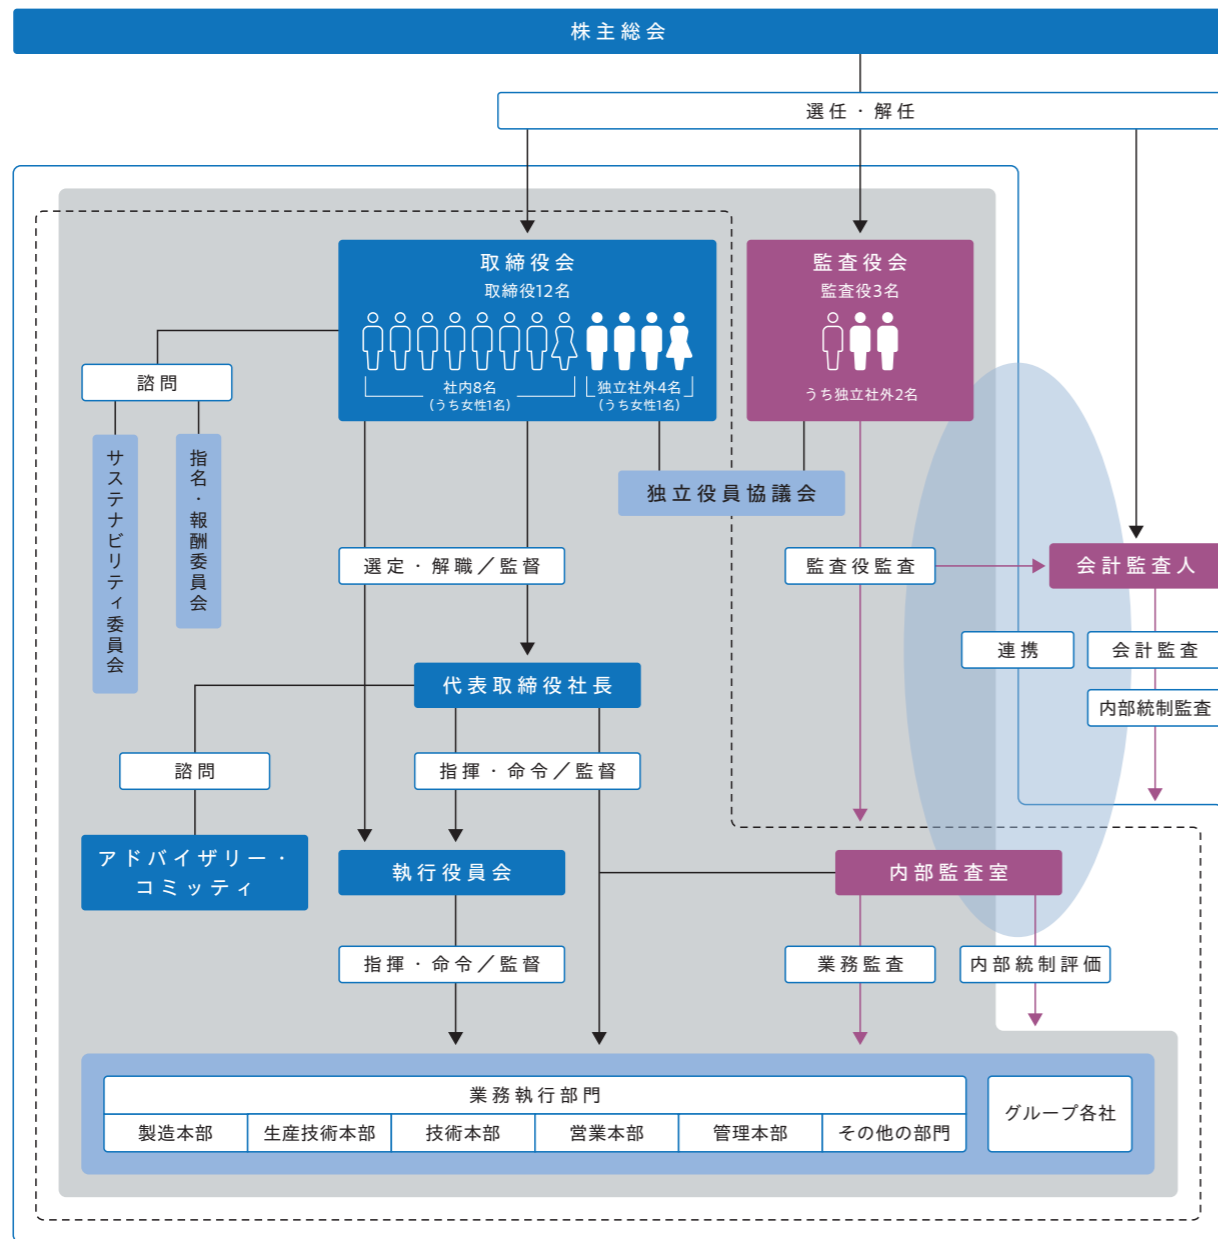 株主総会
選任・解任
取締役会
取締役12名
社内8名
(うち女性1名)
独立社外4名
(うち女性1名)
監査役会
監査役3名
うち独立社外2名
諮問
サステナビリティ委員会
指名・報酬委員会
独立役員協議会
選定・解職／監督
監査役監査
会計監査人
連携
会計監査
内部統制監査
代表取締役社長
諮問
指揮・命令／監督
アドバイザリー・
コミッティ
執行役員会
内部監査室
指揮・命令／監督
業務監査
内部統制評価
業務執行部門
製造本部
生産技術本部
技術本部
営業本部
管理本部
その他の部門
グループ各社